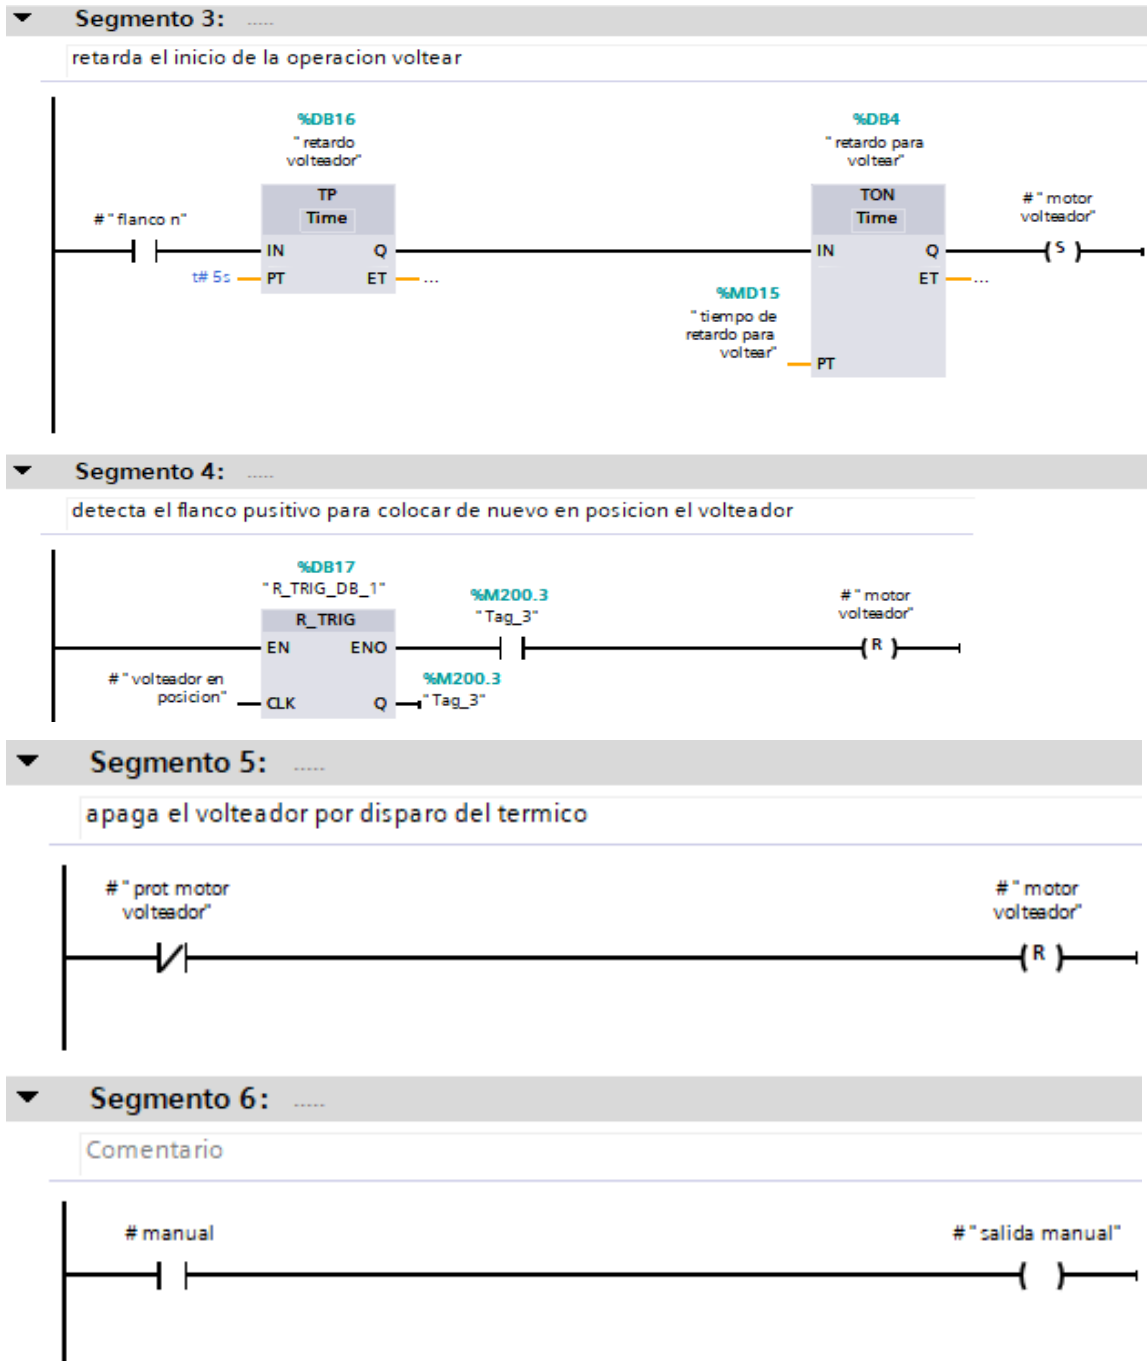 Segmento 3: .....
retarda el inicio de la operacion voltear
%DB16
"retardo
volteador"
TP
Time
#"flanco n"
IN
Q
t#5s
PT
ET
...
%DB4
"retardo para
voltear"
TON
Time
#"motor
volteador"
IN
Q
S
ET
...
%MD15
"tiempo de
retardo para
voltear"
PT
Segmento 4: .....
detecta el flanco pusitivo para colocar de nuevo en posicion el volteador
%DB17
"R_TRIG_DB_1"
R_TRIG
EN
ENO
%M200.3
"Tag_3"
#"motor
volteador"
R
#"volteador en
posicion"
CLK
Q
%M200.3
"Tag_3"
Segmento 5: .....
apaga el volteador por disparo del termico
#"prot motor
volteador"
#"motor
volteador"
R
Segmento 6: .....
Comentario
#manual
#"salida manual"